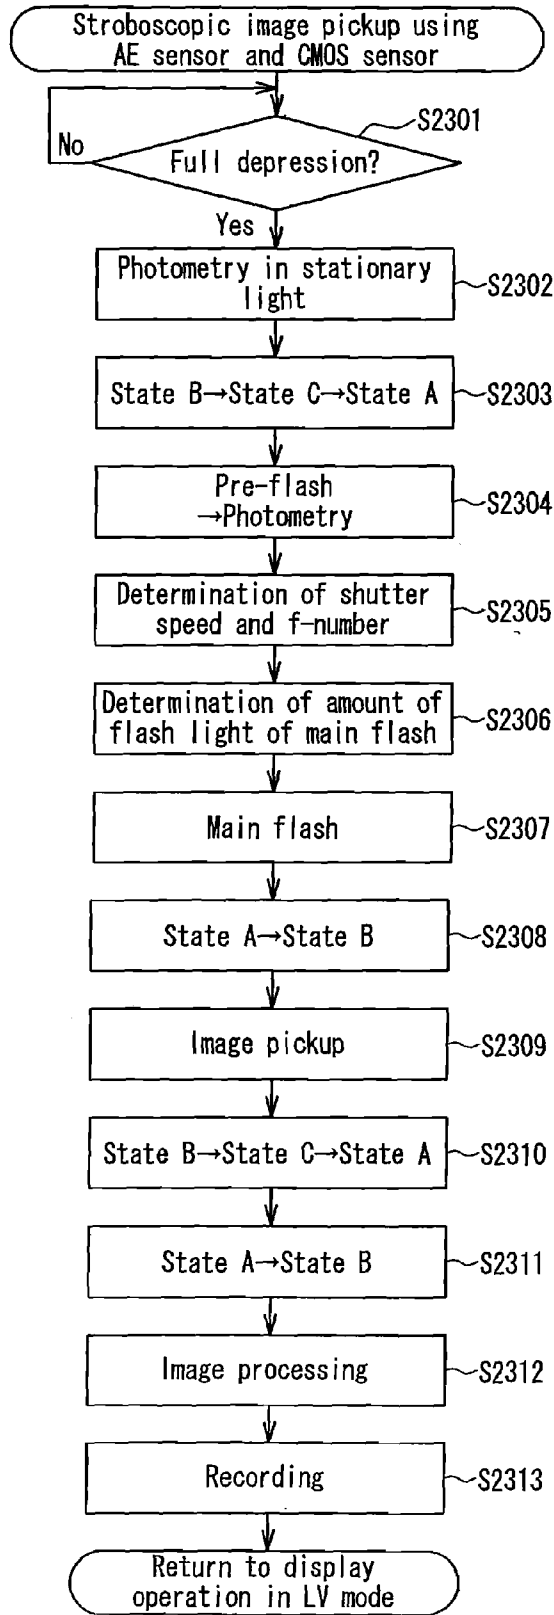 Stroboscopic image pickup using
AE sensor and CMOS sensor
S2301
No
Full depression?
Yes
Photometry in stationary
light
S2302
State B→State C→State A
S2303
Pre-flash
→Photometry
S2304
Determination of shutter
speed and f-number
S2305
Determination of amount of
flash light of main flash
S2306
Main flash
S2307
State A→State B
S2308
Image pickup
S2309
State B→State C→State A
S2310
State A→State B
S2311
Image processing
S2312
Recording
S2313
Return to display
operation in LV mode